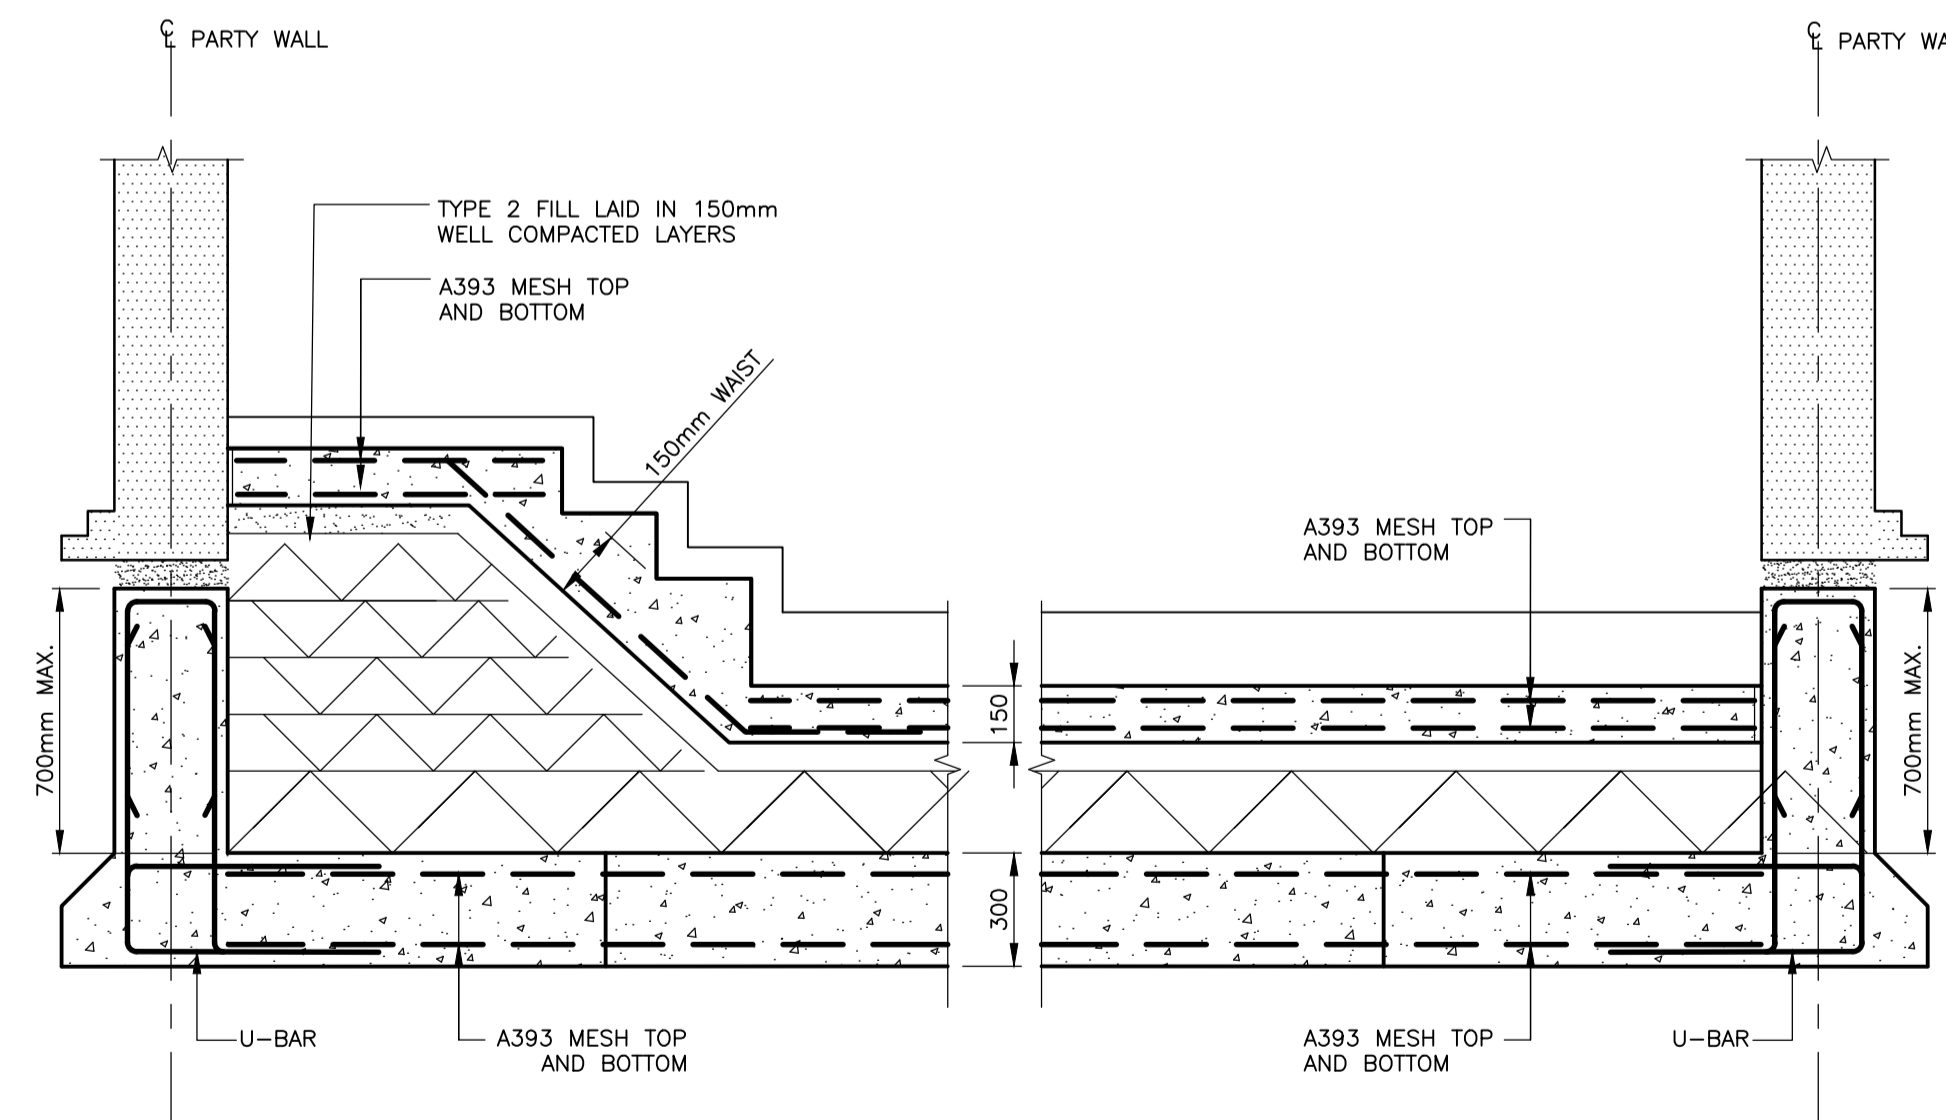 ℄ PARTY WALL
℄ PARTY WA
TYPE 2 FILL LAID IN 150mm
WELL COMPACTED LAYERS
A393 MESH TOP
AND BOTTOM
150mm WAIST
A393 MESH TOP
AND BOTTOM
700mm MAX.
150
700mm MAX.
300
U-BAR
A393 MESH TOP
AND BOTTOM
A393 MESH TOP
AND BOTTOM
U-BAR